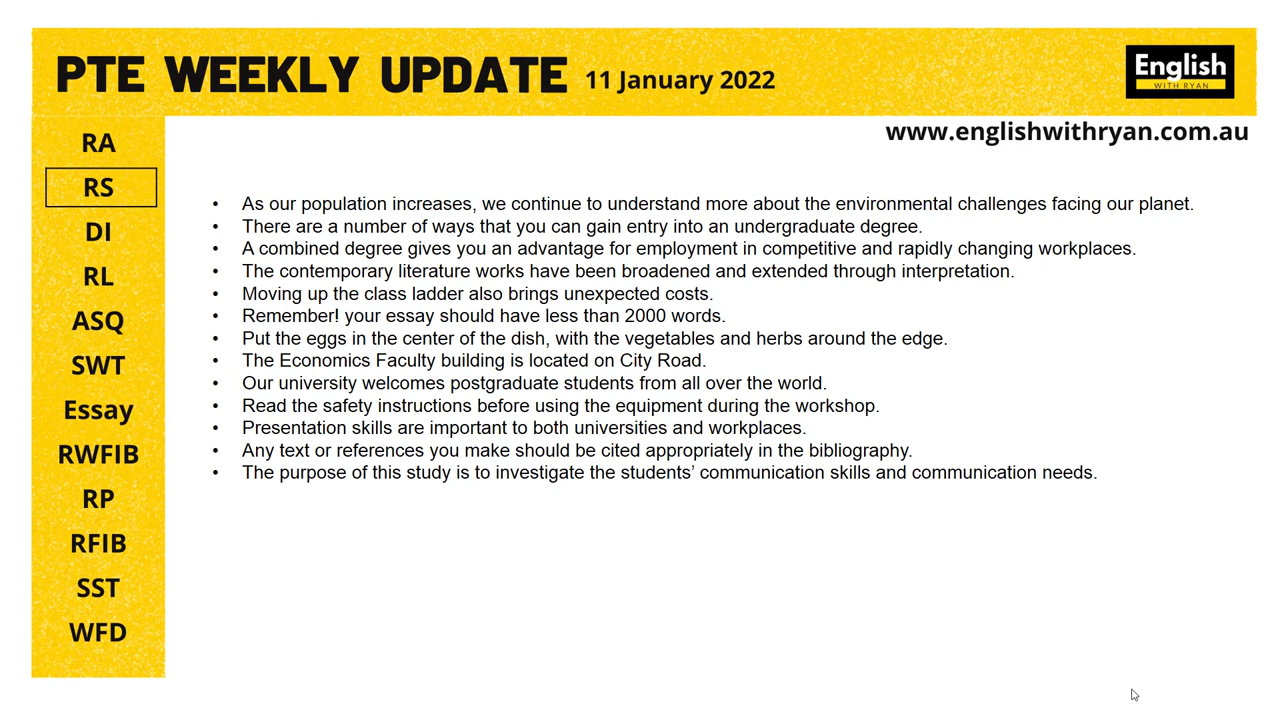 PTE WEEKLY UPDATE 11 January 2022
English
WITH RYAN
www.englishwithryan.com.au
RA
RS
DI
RL
ASQ
SWT
Essay
RWFIB
RP
RFIB
SST
WFD
• As our population increases, we continue to understand more about the environmental challenges facing our planet.
• There are a number of ways that you can gain entry into an undergraduate degree.
• A combined degree gives you an advantage for employment in competitive and rapidly changing workplaces.
• The contemporary literature works have been broadened and extended through interpretation.
• Moving up the class ladder also brings unexpected costs.
• Remember! your essay should have less than 2000 words.
• Put the eggs in the center of the dish, with the vegetables and herbs around the edge.
• The Economics Faculty building is located on City Road.
• Our university welcomes postgraduate students from all over the world.
• Read the safety instructions before using the equipment during the workshop.
• Presentation skills are important to both universities and workplaces.
• Any text or references you make should be cited appropriately in the bibliography.
• The purpose of this study is to investigate the students’ communication skills and communication needs.